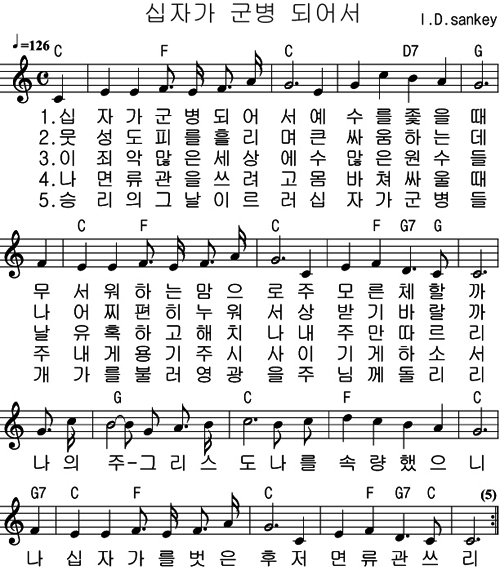 십자가 군병 되어서
I.D.sankey
♩=126
C F C D7 G
1.십 자 가 군 병 되 어 서 예 수 를 좇 을 때
2.뭇 성 도 피 를 흘 리 며 큰 싸 움 하 는 데
3.이 죄 악 많 은 세 상 에 수 많 은 원 수 들
4.나 면 류 관 을 쓰 려 고 몸 바 쳐 싸 울 때
5.승 리 의 그 날 이 르 러 십 자 가 군 병 들
C F C F G7 G C
무 서 워 하 는 맘 으 로 주 모 른 체 할 까
나 어 찌 편 히 누 워 서 상 받 기 바 랄 까
날 유 혹 하 고 해 치 나 내 주 만 따 르 리
주 내 게 용 기 주 시 사 이 기 게 하 소 서
개 가 를 불 러 영 광 을 주 님 께 돌 리 리
G C F C
나 의 주-그 리 스 도 나 를 속 량 했 으 니
G7 C F C F G7 C (5)
나 십 자 가 를 벗 은 후 저 면 류 관 쓰 리